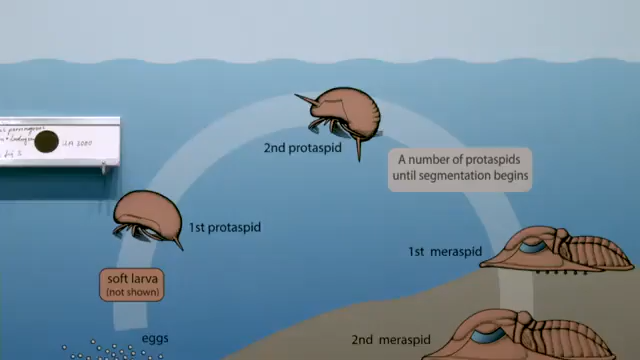 2nd protaspid
A number of protaspids
until segmentation begins
1st protaspid
1st meraspid
soft larva
(not shown)
eggs
2nd meraspid